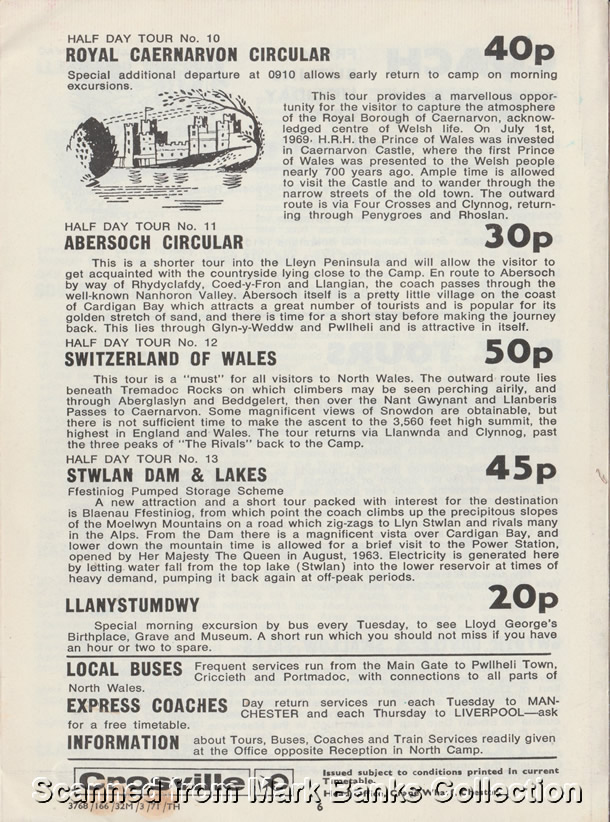 HALF DAY TOUR No. 10
ROYAL CAERNARVON CIRCULAR 40p
Special additional departure at 0910 allows early return to camp on morning
excursions.
This tour provides a marvellous oppor-
tunity for the visitor to capture the atmosphere
of the Royal Borough of Caernarvon, acknow-
ledged centre of Welsh life. On July 1st,
1969, H.R.H. the Prince of Wales was invested
in Caernarvon Castle, where the first Prince
of Wales was presented to the Welsh people
nearly 700 years ago. Ample time is allowed
to visit the Castle and to wander through the
narrow streets of the old town. The outward
route is via Four Crosses and Clynnog, return-
ing through Penygroes and Rhoslan.
HALF DAY TOUR No. 11
ABERSOCH CIRCULAR 30p
This is a shorter tour into the Lleyn Peninsula and will allow the visitor to
get acquainted with the countryside lying close to the Camp. En route to Abersoch
by way of Rhydyclafdy, Coed-y-Fron and Llangian, the coach passes through the
well-known Nanhoron Valley. Abersoch itself is a pretty little village on the coast
of Cardigan Bay which attracts a great number of tourists and is popular for its
golden stretch of sand, and there is time for a short stay before making the journey
back. This lies through Glyn-y-Weddw and Pwllheli and is attractive in itself.
HALF DAY TOUR No. 12
SWITZERLAND OF WALES 50p
This tour is a "must" for all visitors to North Wales. The outward route lies
beneath Tremadoc Rocks on which climbers may be seen perching airily, and
through Aberglaslyn and Beddgelert, then over the Nant Gwynant and Llanberis
Passes to Caernarvon. Some magnificent views of Snowdon are obtainable, but
there is not sufficient time to make the ascent to the 3,560 feet high summit, the
highest in England and Wales. The tour returns via Llanwnda and Clynnog, past
the three peaks of "The Rivals" back to the Camp.
HALF DAY TOUR No. 13
STWLAN DAM & LAKES 45p
Ffestiniog Pumped Storage Scheme
A new attraction and a short tour packed with interest for the destination
is Blaenau Ffestiniog, from which point the coach climbs up the precipitous slopes
of the Moelwyn Mountains on a road which zig-zags to Llyn Stwlan and rivals many
in the Alps. From the Dam there is a magnificent vista over Cardigan Bay, and
lower down the mountain time is allowed for a brief visit to the Power Station,
opened by Her Majesty The Queen in August, 1963. Electricity is generated here
by letting water fall from the top lake (Stwlan) into the lower reservoir at times of
heavy demand, pumping it back again at off-peak periods.
LLANYSTUMDWY 20p
Special morning excursion by bus every Tuesday, to see Lloyd George's
Birthplace, Grave and Museum. A short run which you should not miss if you have
an hour or two to spare.
LOCAL BUSES Frequent services run from the Main Gate to Pwllheli Town,
Criccieth and Portmadoc, with connections to all parts of
North Wales.
EXPRESS COACHES Day return services run each Tuesday to MAN-
CHESTER and each Thursday to LIVERPOOL—ask
for a free timetable.
INFORMATION about Tours, Buses, Coaches and Train Services readily given
at the Office opposite Reception in North Camp.
Crosville
Issued subject to conditions printed in current
Timetable.
Scanned from Mark Banks Collection
3768/166/32M/3/71/TH
6